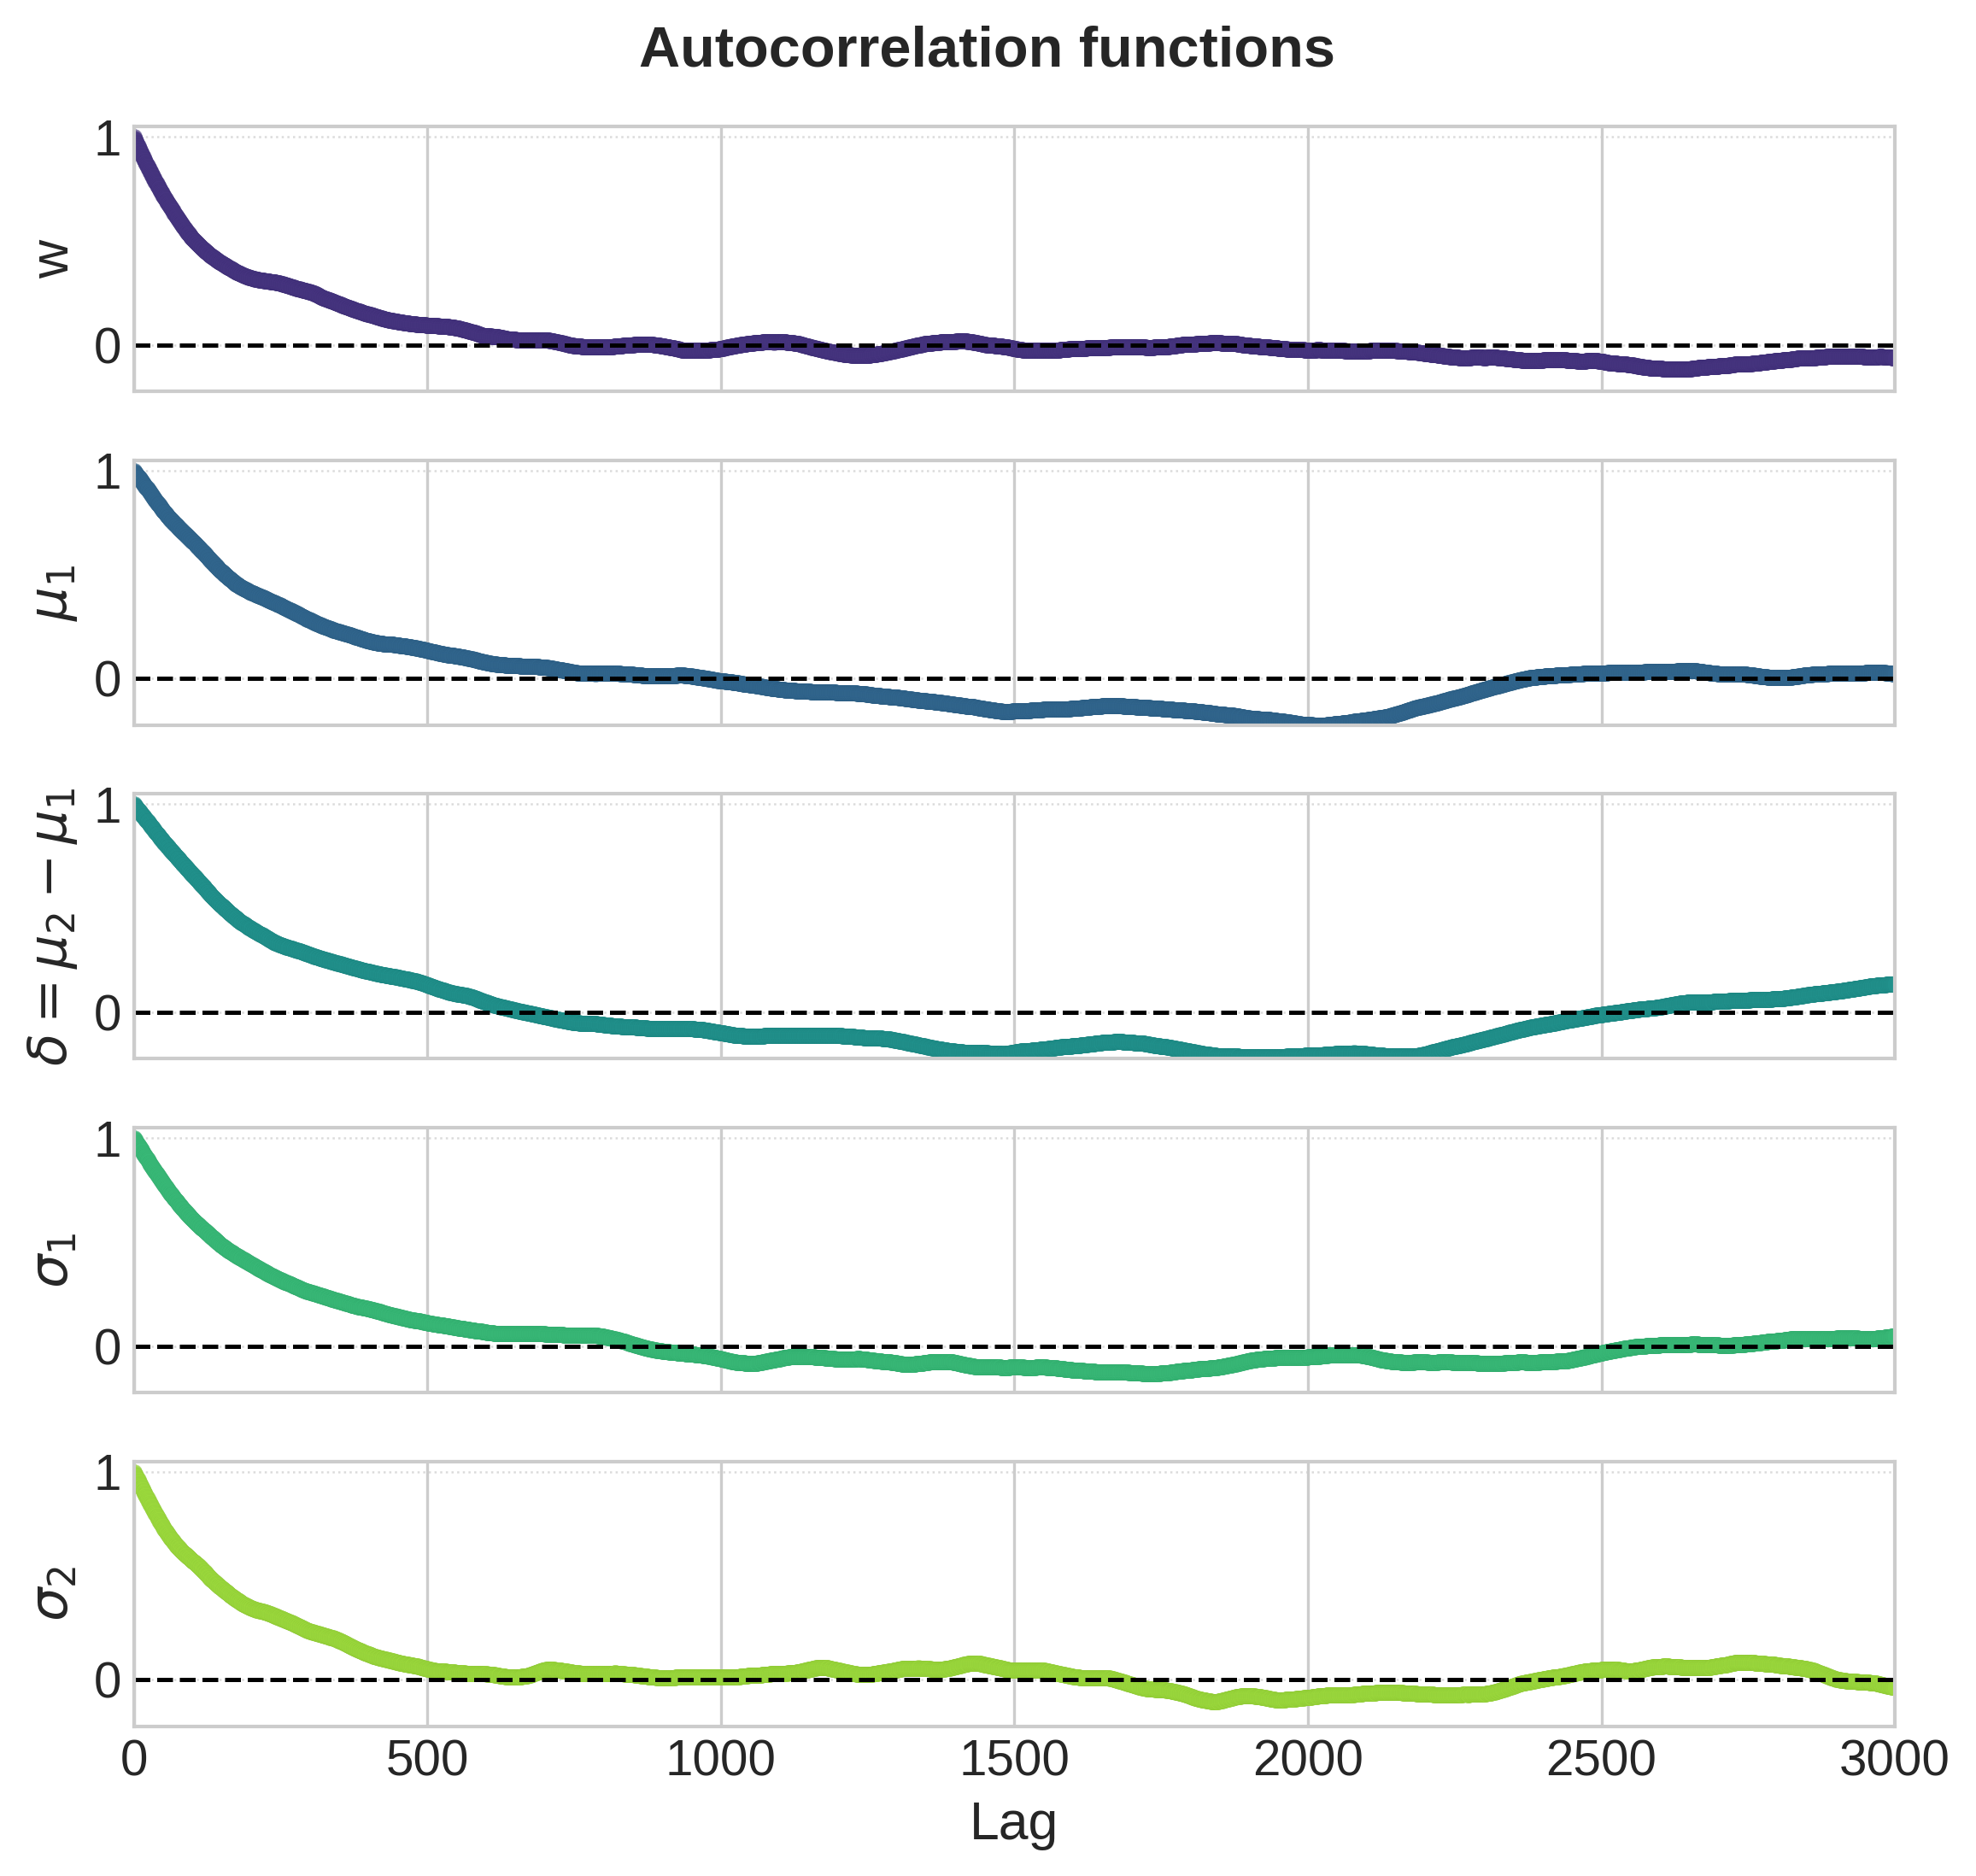 Autocorrelation functions
1
w
0
1
μ₁
0
1
δ = μ₂ − μ₁
0
1
σ₁
0
1
σ₂
0
0 500 1000 1500 2000 2500 3000
Lag